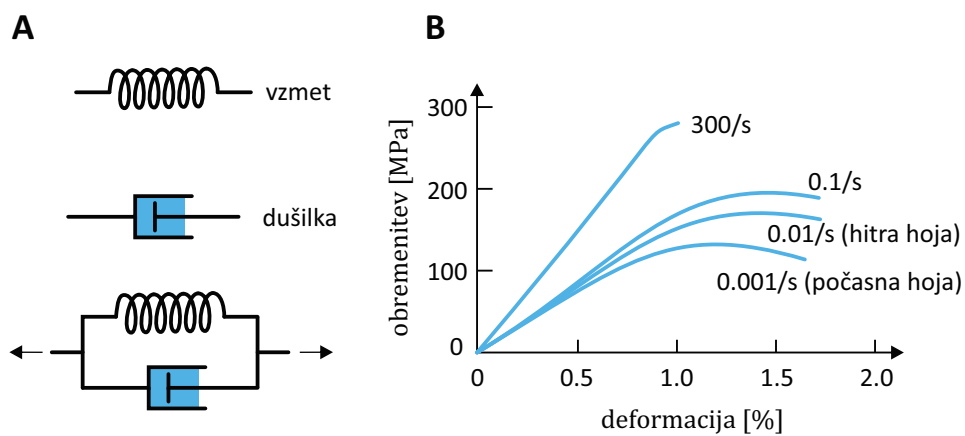 A
vzmet
dušilka
B
obremenitev [MPa]
300
200
100
0
0
0.5
1.0
1.5
2.0
deformacija [%]
300/s
0.1/s
0.01/s (hitra hoja)
0.001/s (počasna hoja)